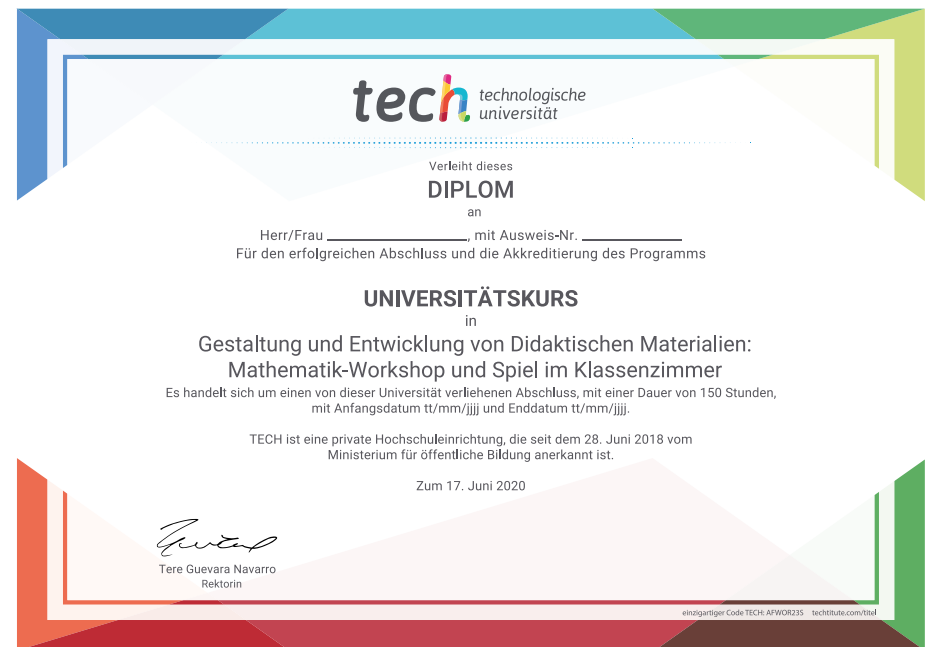 tech technologische
universität
Verleiht dieses
DIPLOM
an
Herr/Frau ____________, mit Ausweis-Nr. ____________
Für den erfolgreichen Abschluss und die Akkreditierung des Programms
UNIVERSITÄTSKURS
in
Gestaltung und Entwicklung von Didaktischen Materialien:
Mathematik-Workshop und Spiel im Klassenzimmer
Es handelt sich um einen von dieser Universität verliehenen Abschluss, mit einer Dauer von 150 Stunden,
mit Anfangsdatum tt/mm/jjjj und Enddatum tt/mm/jjjj.
TECH ist eine private Hochschuleinrichtung, die seit dem 28. Juni 2018 vom
Ministerium für öffentliche Bildung anerkannt ist.
Zum 17. Juni 2020
Tere Guevara Navarro
Rektorin
einzigartiger Code TECH: AFWOR23S techtitute.com/titel